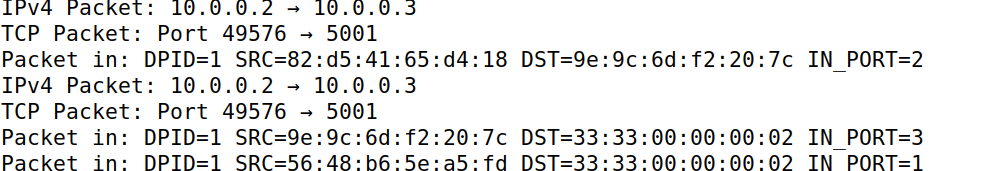 IPv4 Packet: 10.0.0.2 → 10.0.0.3
TCP Packet: Port 49576 → 5001
Packet in: DPID=1 SRC=82:d5:41:65:d4:18 DST=9e:9c:6d:f2:20:7c IN_PORT=2
IPv4 Packet: 10.0.0.2 → 10.0.0.3
TCP Packet: Port 49576 → 5001
Packet in: DPID=1 SRC=9e:9c:6d:f2:20:7c DST=33:33:00:00:00:02 IN_PORT=3
Packet in: DPID=1 SRC=56:48:b6:5e:a5:fd DST=33:33:00:00:00:02 IN_PORT=1